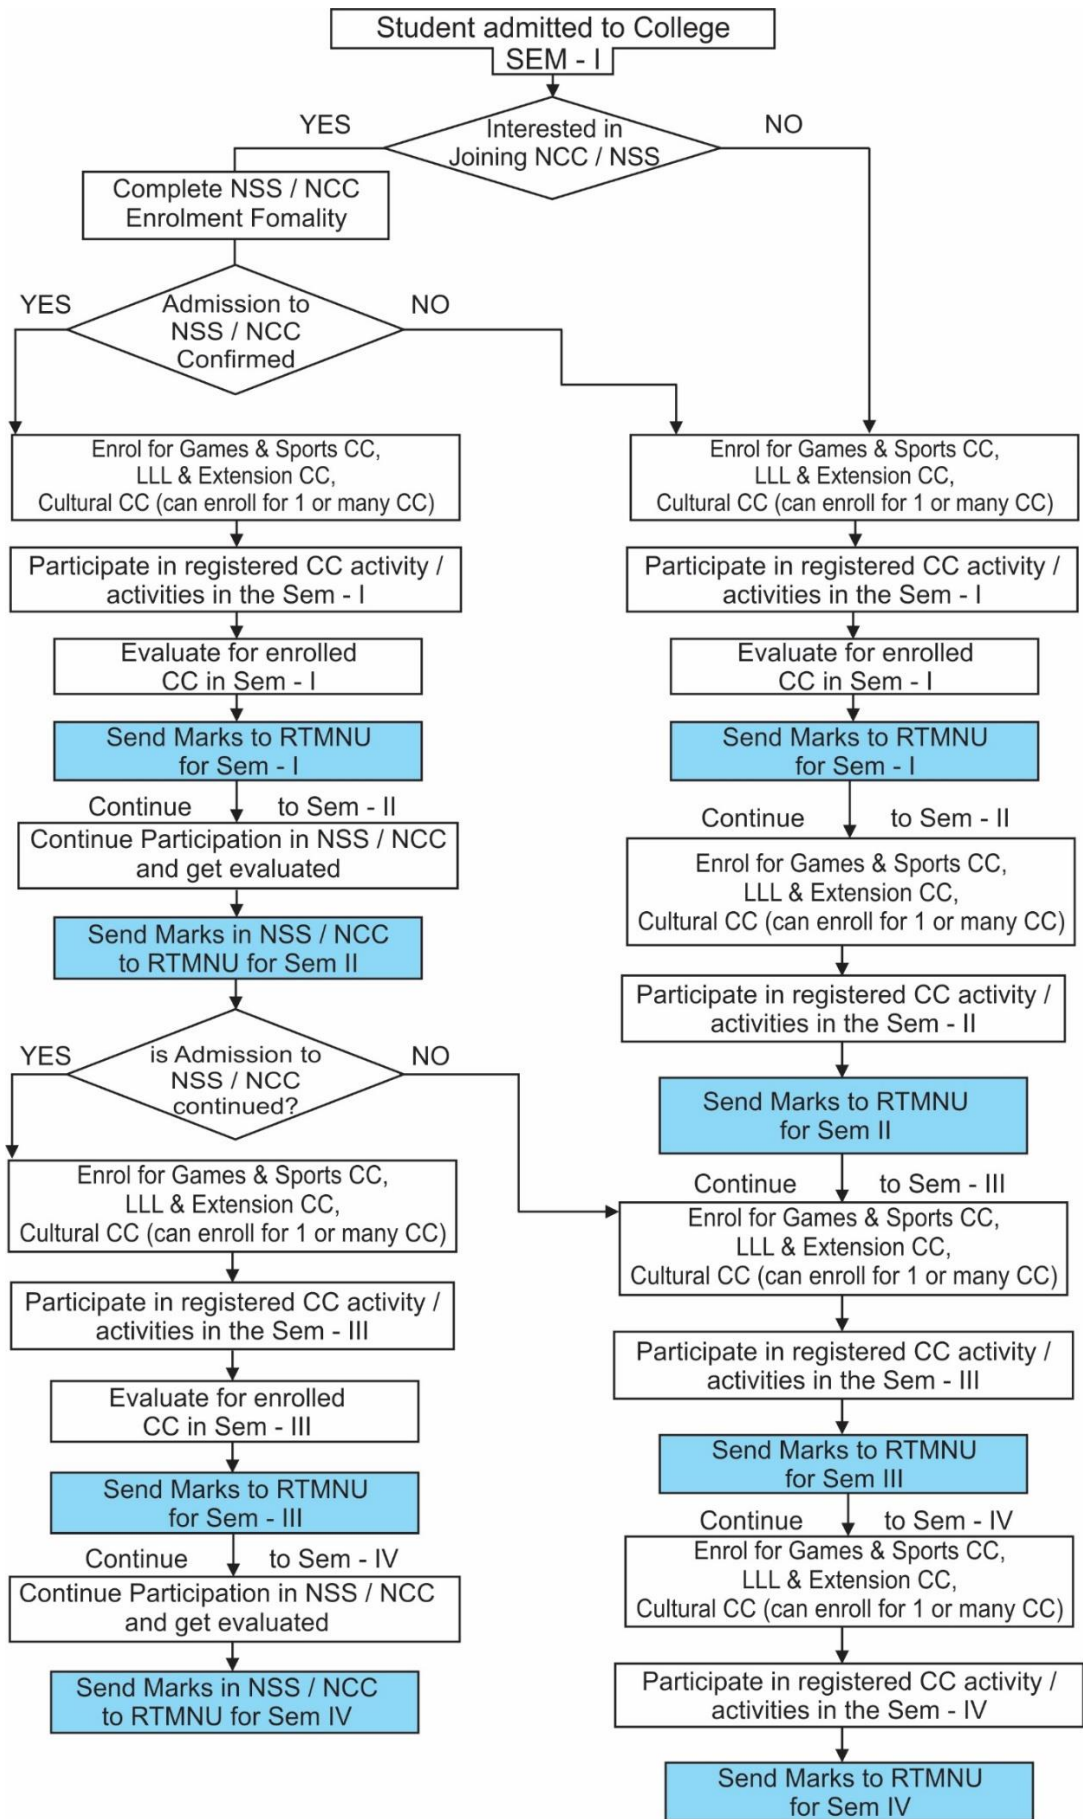 Student admitted to College
SEM - I
YES
Interested in
Joining NCC / NSS
NO
Complete NSS / NCC
Enrolment Fomality
YES
Admission to
NSS / NCC
Confirmed
NO
Enrol for Games & Sports CC,
LLL & Extension CC,
Cultural CC (can enroll for 1 or many CC)
Participate in registered CC activity /
activities in the Sem - I
Evaluate for enrolled
CC in Sem - I
Send Marks to RTMNU
for Sem - I
Continue to Sem - II
Continue Participation in NSS / NCC
and get evaluated
Send Marks in NSS / NCC
to RTMNU for Sem II
YES
is Admission to
NSS / NCC
continued?
NO
Enrol for Games & Sports CC,
LLL & Extension CC,
Cultural CC (can enroll for 1 or many CC)
Participate in registered CC activity /
activities in the Sem - III
Evaluate for enrolled
CC in Sem - III
Send Marks to RTMNU
for Sem - III
Continue to Sem - IV
Continue Participation in NSS / NCC
and get evaluated
Send Marks in NSS / NCC
to RTMNU for Sem IV
Enrol for Games & Sports CC,
LLL & Extension CC,
Cultural CC (can enroll for 1 or many CC)
Participate in registered CC activity /
activities in the Sem - I
Evaluate for enrolled
CC in Sem - I
Send Marks to RTMNU
for Sem - I
Continue to Sem - II
Enrol for Games & Sports CC,
LLL & Extension CC,
Cultural CC (can enroll for 1 or many CC)
Participate in registered CC activity /
activities in the Sem - II
Send Marks to RTMNU
for Sem II
Continue to Sem - III
Enrol for Games & Sports CC,
LLL & Extension CC,
Cultural CC (can enroll for 1 or many CC)
Participate in registered CC activity /
activities in the Sem - III
Send Marks to RTMNU
for Sem III
Continue to Sem - IV
Enrol for Games & Sports CC,
LLL & Extension CC,
Cultural CC (can enroll for 1 or many CC)
Participate in registered CC activity /
activities in the Sem - IV
Send Marks to RTMNU
for Sem IV